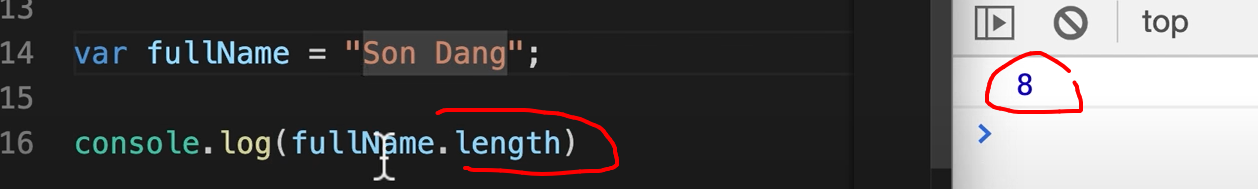 13
14 var fullName = "Son Dang";
15
16 console.log(fullName.length)
top
8